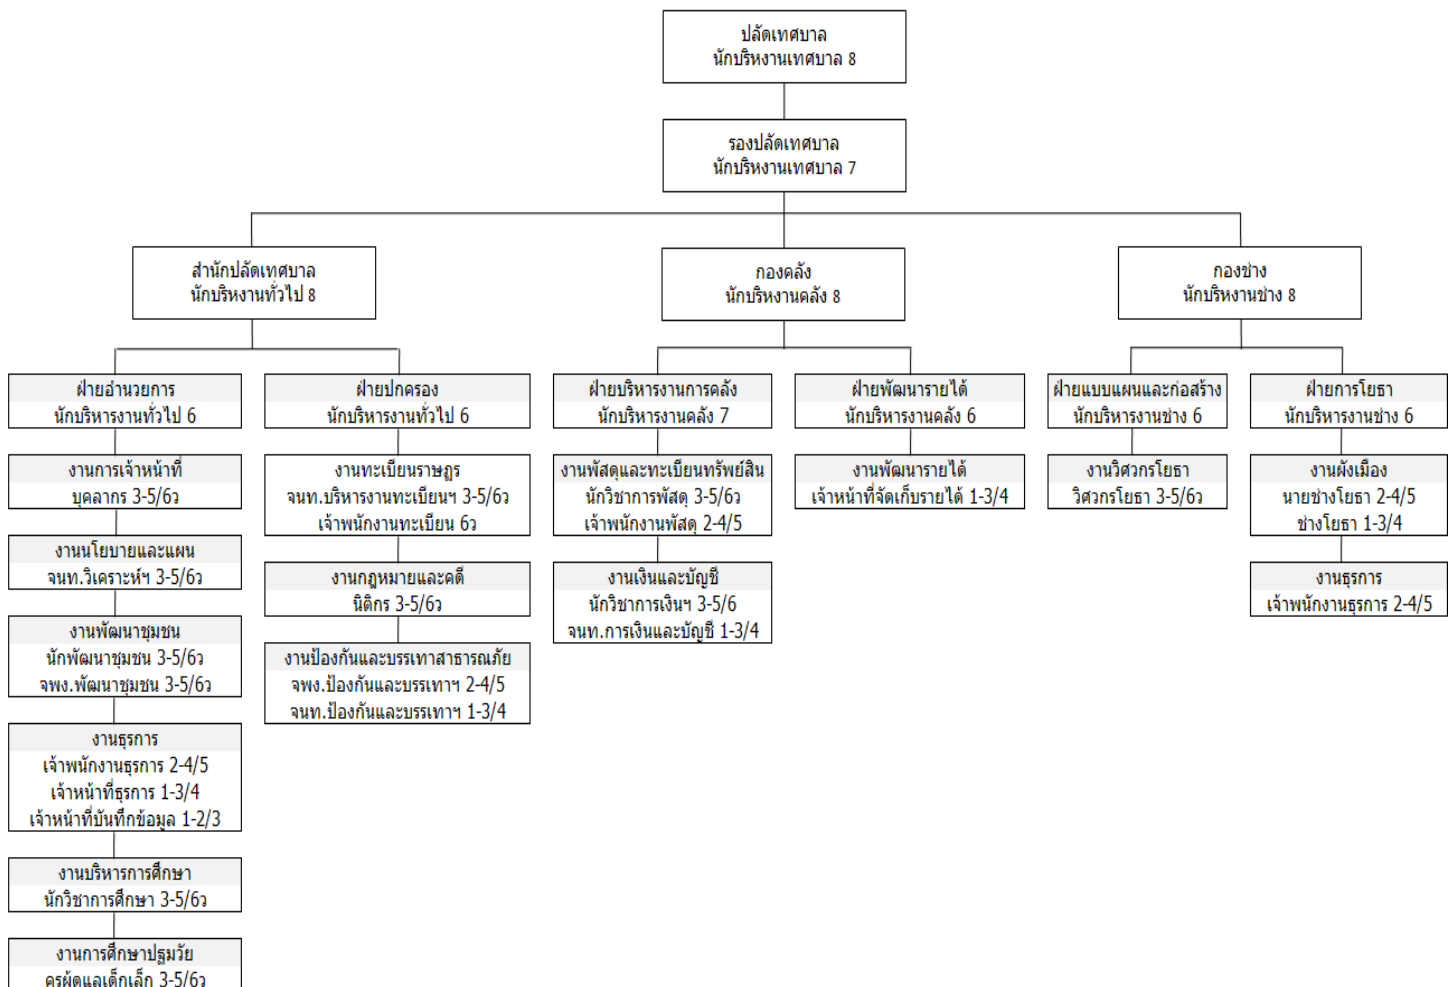 ปลัดเทศบาล
นักบริหงานเทศบาล 8
รองปลัดเทศบาล
นักบริหงานเทศบาล 7
สำนักปลัดเทศบาล
นักบริหงานทั่วไป 8
กองคลัง
นักบริหงานคลัง 8
กองช่าง
นักบริหงานช่าง 8
ฝ่ายอำนวยการ
นักบริหารงานทั่วไป 6
งานการเจ้าหน้าที่
บุคลากร 3-5/6ว
งานนโยบายและแผน
จนท.วิเคราะห์ฯ 3-5/6ว
งานพัฒนาชุมชน
นักพัฒนาชุมชน 3-5/6ว
จพง.พัฒนาชุมชน 3-5/6ว
งานธุรการ
เจ้าพนักงานธุรการ 2-4/5
เจ้าหน้าที่ธุรการ 1-3/4
เจ้าหน้าที่บันทึกข้อมูล 1-2/3
งานบริหารการศึกษา
นักวิชาการศึกษา 3-5/6ว
งานการศึกษาปฐมวัย
ครูผู้ดูแลเด็กเล็ก 3-5/6ว
ฝ่ายปกครอง
นักบริหารงานทั่วไป 6
งานทะเบียนราษฎร
จนท.บริหารงานทะเบียนฯ 3-5/6ว
เจ้าพนักงานทะเบียน 6ว
งานกฎหมายและคดี
นิติกร 3-5/6ว
งานป้องกันและบรรเทาสาธารณภัย
จพง.ป้องกันและบรรเทาฯ 2-4/5
จนท.ป้องกันและบรรเทาฯ 1-3/4
ฝ่ายบริหารงานการคลัง
นักบริหารงานคลัง 7
งานพัสดุและทะเบียนทรัพย์สิน
นักวิชาการพัสดุ 3-5/6ว
เจ้าพนักงานพัสดุ 2-4/5
งานเงินและบัญชี
นักวิชาการเงินฯ 3-5/6
จนท.การเงินและบัญชี 1-3/4
ฝ่ายพัฒนารายได้
นักบริหารงานคลัง 6
งานพัฒนารายได้
เจ้าหน้าที่จัดเก็บรายได้ 1-3/4
ฝ่ายแบบแผนและก่อสร้าง
นักบริหารงานช่าง 6
งานวิศวกรโยธา
วิศวกรโยธา 3-5/6ว
ฝ่ายการโยธา
นักบริหารงานช่าง 6
งานผังเมือง
นายช่างโยธา 2-4/5
ช่างโยธา 1-3/4
งานธุรการ
เจ้าพนักงานธุรการ 2-4/5